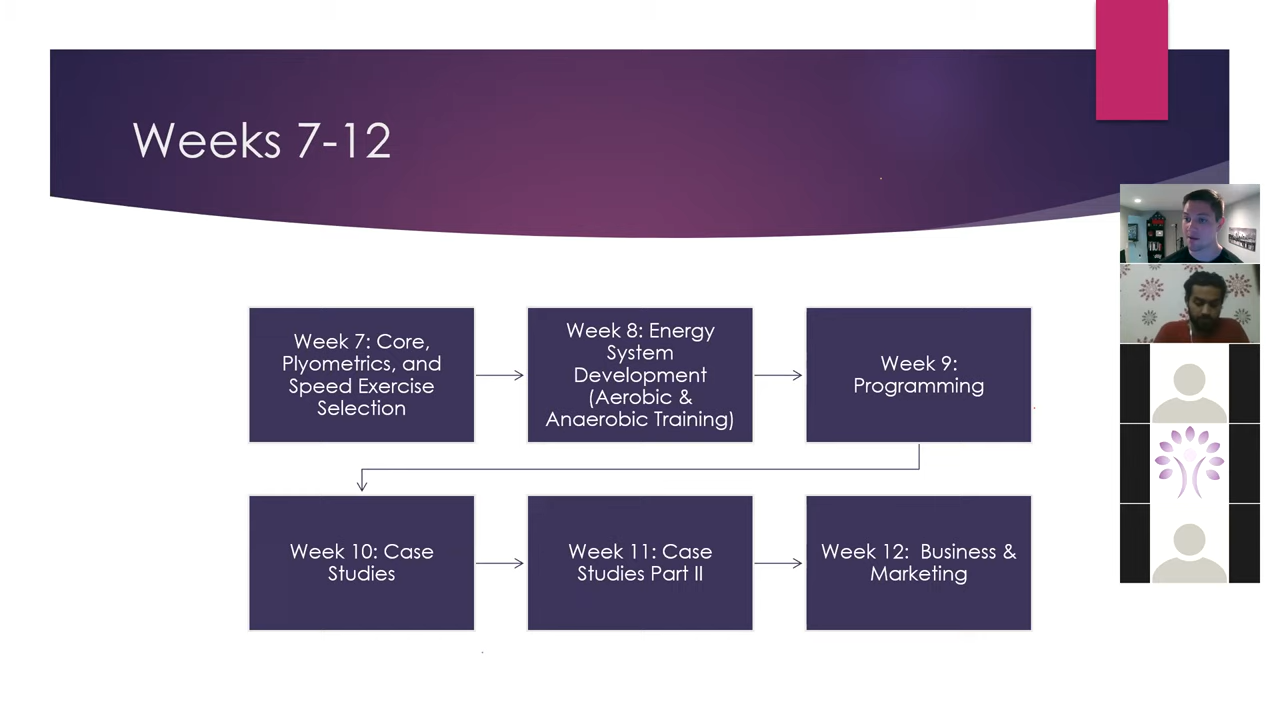 Weeks 7-12
Week 7: Core,
Plyometrics, and
Speed Exercise
Selection
Week 8: Energy
System
Development
(Aerobic &
Anaerobic Training)
Week 9:
Programming
Week 10: Case
Studies
Week 11: Case
Studies Part II
Week 12:  Business &
Marketing